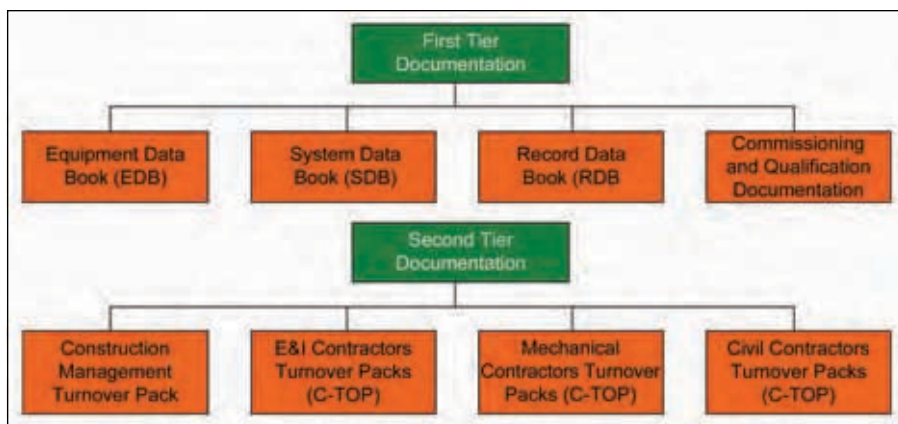 First Tier
Documentation
Equipment Data
Book (EDB)
System Data
Book (SDB)
Record Data
Book (RDB
Commissioning
and Qualification
Documentation
Second Tier
Documentation
Construction
Management
Turnover Pack
E&I Contractors
Turnover Packs
(C-TOP)
Mechanical
Contractors Turnover
Packs (C-TOP)
Civil Contractors
Turnover Packs
(C-TOP)